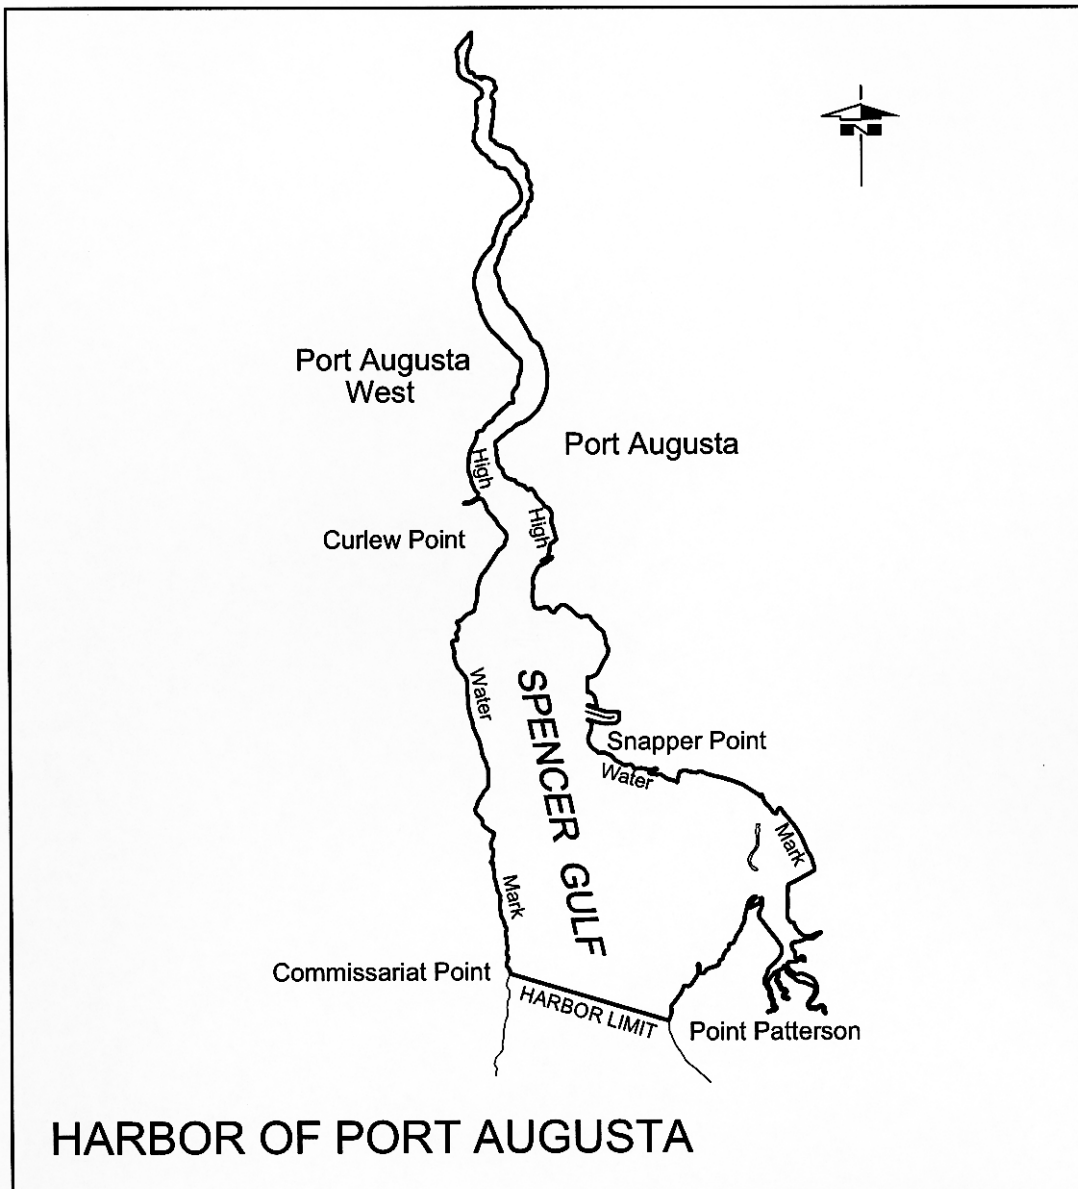 N
Port Augusta
West
Port Augusta
High
High
Curlew Point
Water
SPENCER GULF
Snapper Point
Water
Mark
Mark
Commissariat Point
HARBOR LIMIT
Point Patterson
HARBOR OF PORT AUGUSTA